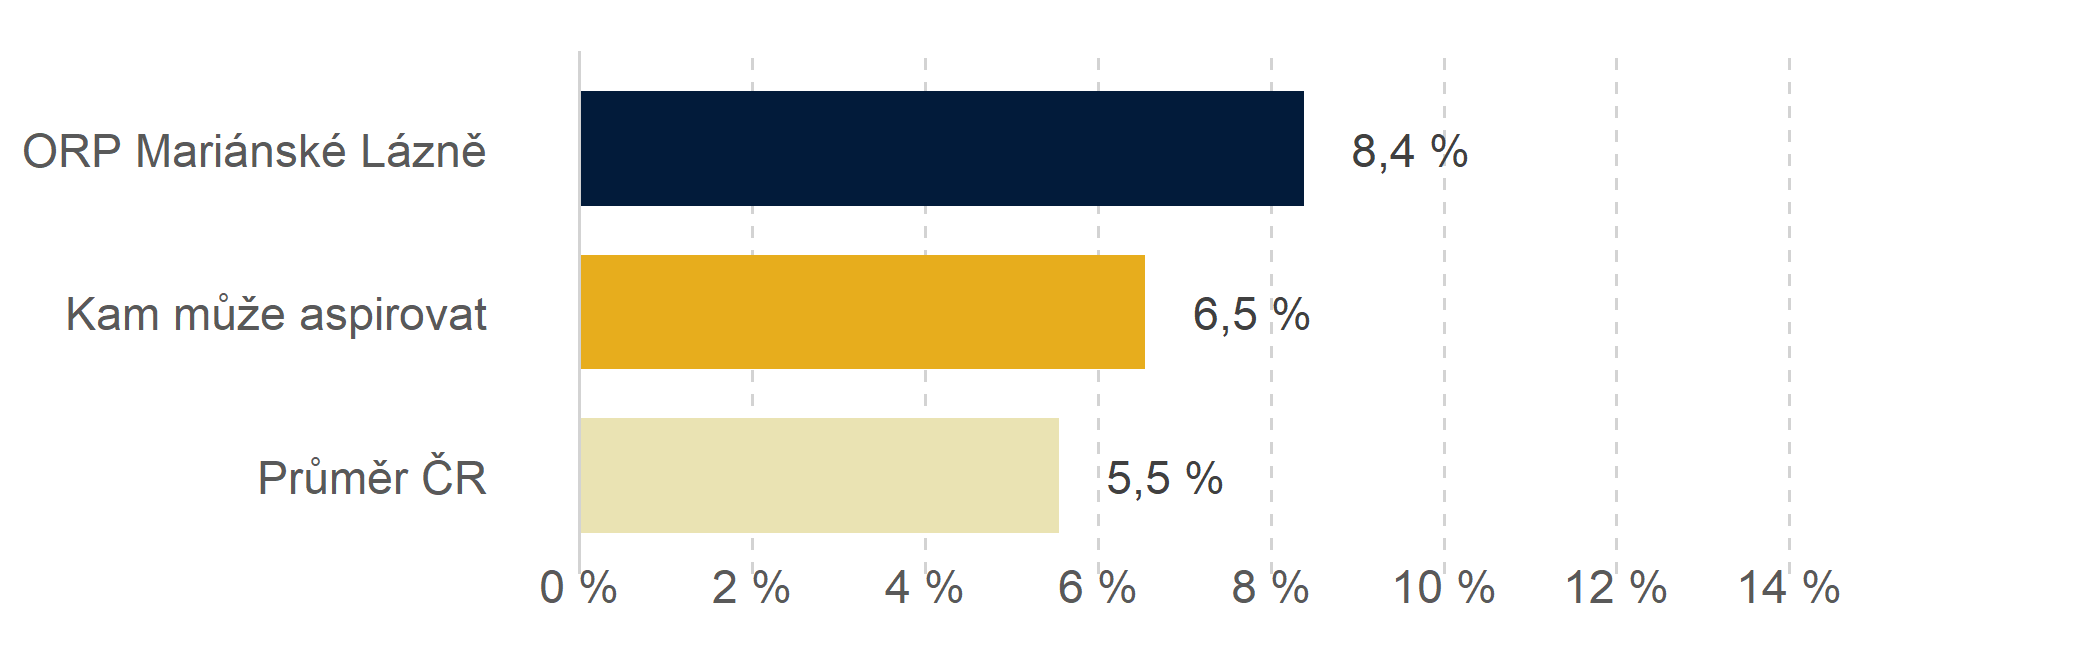 ORP Mariánské Lázně 8,4 %
Kam může aspirovat 6,5 %
Průměr ČR 5,5 %
0 % 2 % 4 % 6 % 8 % 10 % 12 % 14 %